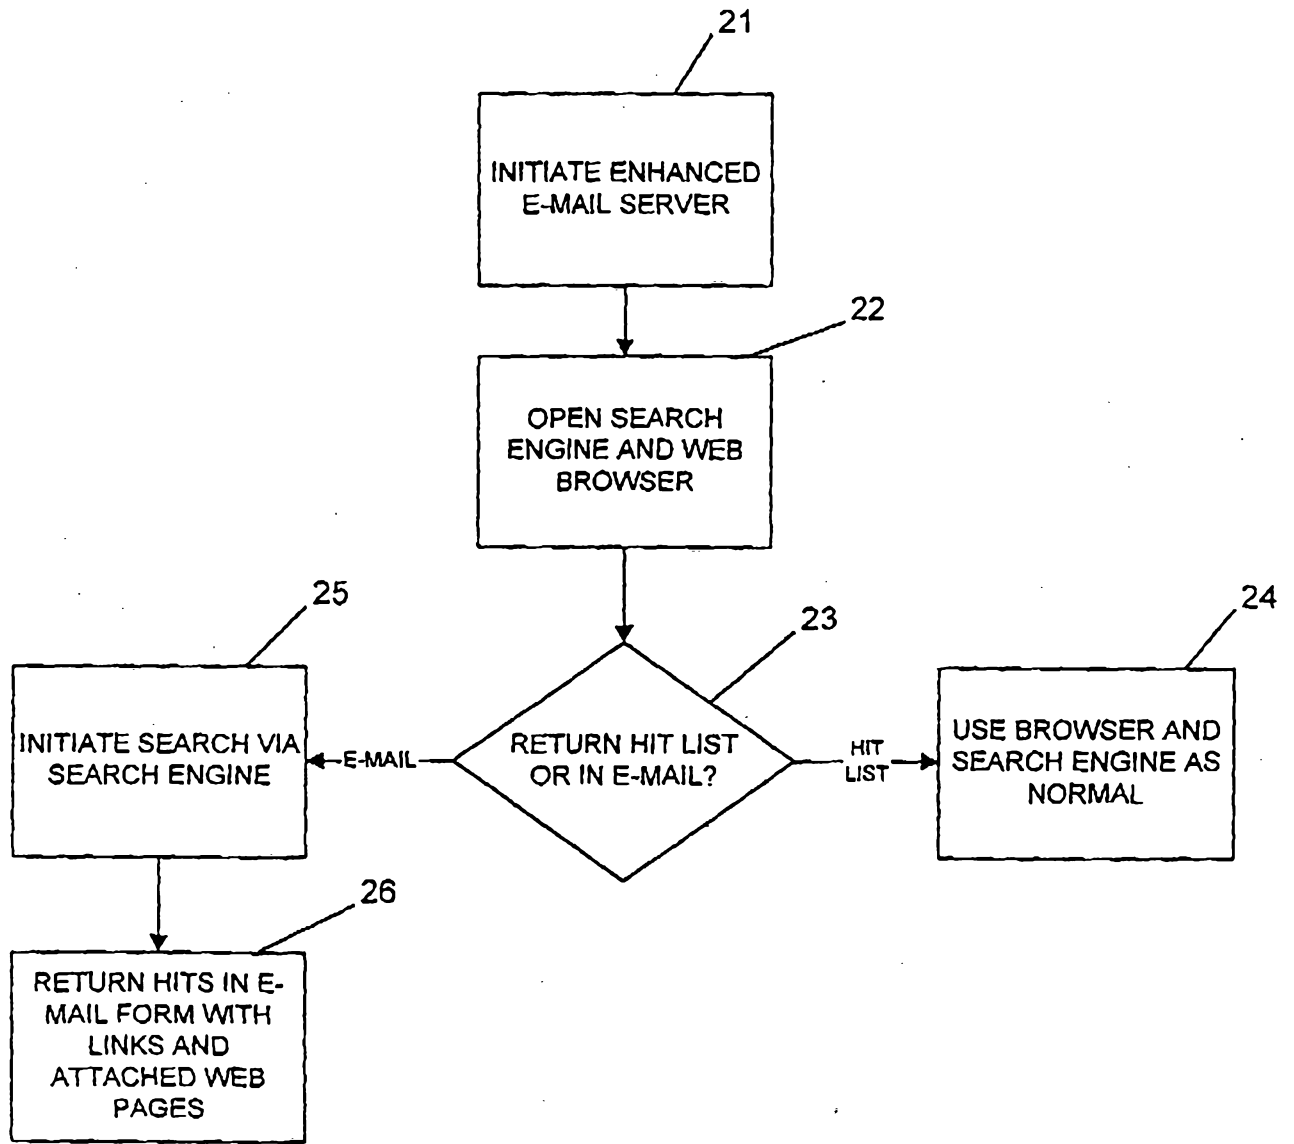 21
INITIATE ENHANCED
E-MAIL SERVER
22
OPEN SEARCH
ENGINE AND WEB
BROWSER
23
RETURN HIT LIST
OR IN E-MAIL?
HIT
LIST
24
USE BROWSER AND
SEARCH ENGINE AS
NORMAL
E-MAIL
25
INITIATE SEARCH VIA
SEARCH ENGINE
26
RETURN HITS IN E-
MAIL FORM WITH
LINKS AND
ATTACHED WEB
PAGES